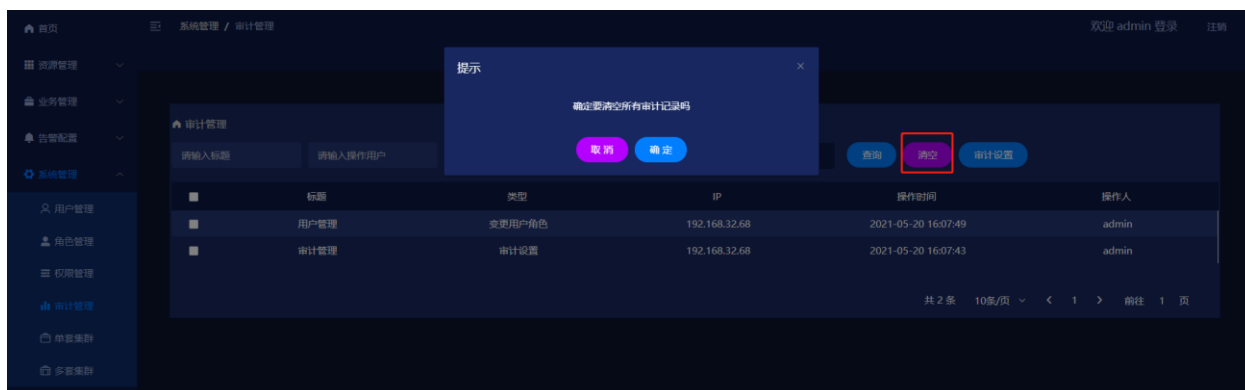 首页
系统管理 / 审计管理
欢迎 admin 登录
注销
资源管理
业务管理
告警配置
系统管理
用户管理
角色管理
权限管理
审计管理
单套集群
多套集群
提示
确定要清空所有审计记录吗
取消 确定
审计管理
请输入标题 请输入操作用户 查询 清空 审计设置
标题 类型 IP 操作时间 操作人
用户管理 变更用户角色 192.168.32.68 2021-05-20 16:07:49 admin
审计管理 审计设置 192.168.32.68 2021-05-20 16:07:43 admin
共 2 条 10条/页 < 1 > 前往 1 页